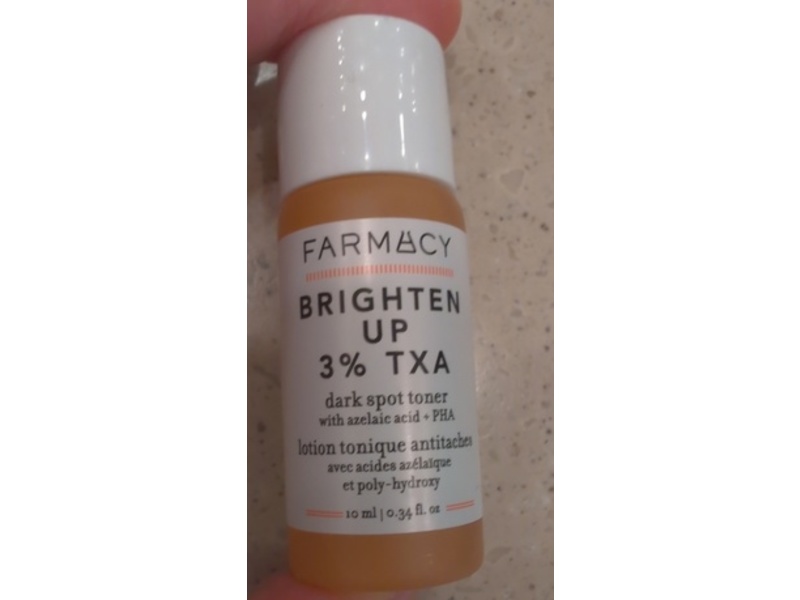 FARMACY
BRIGHTEN
UP
3% TXA
dark spot toner
with azelaic acid + PHA
lotion tonique antitaches
avec acides azélaïque
et poly-hydroxy
10 ml | 0.34 fl. oz